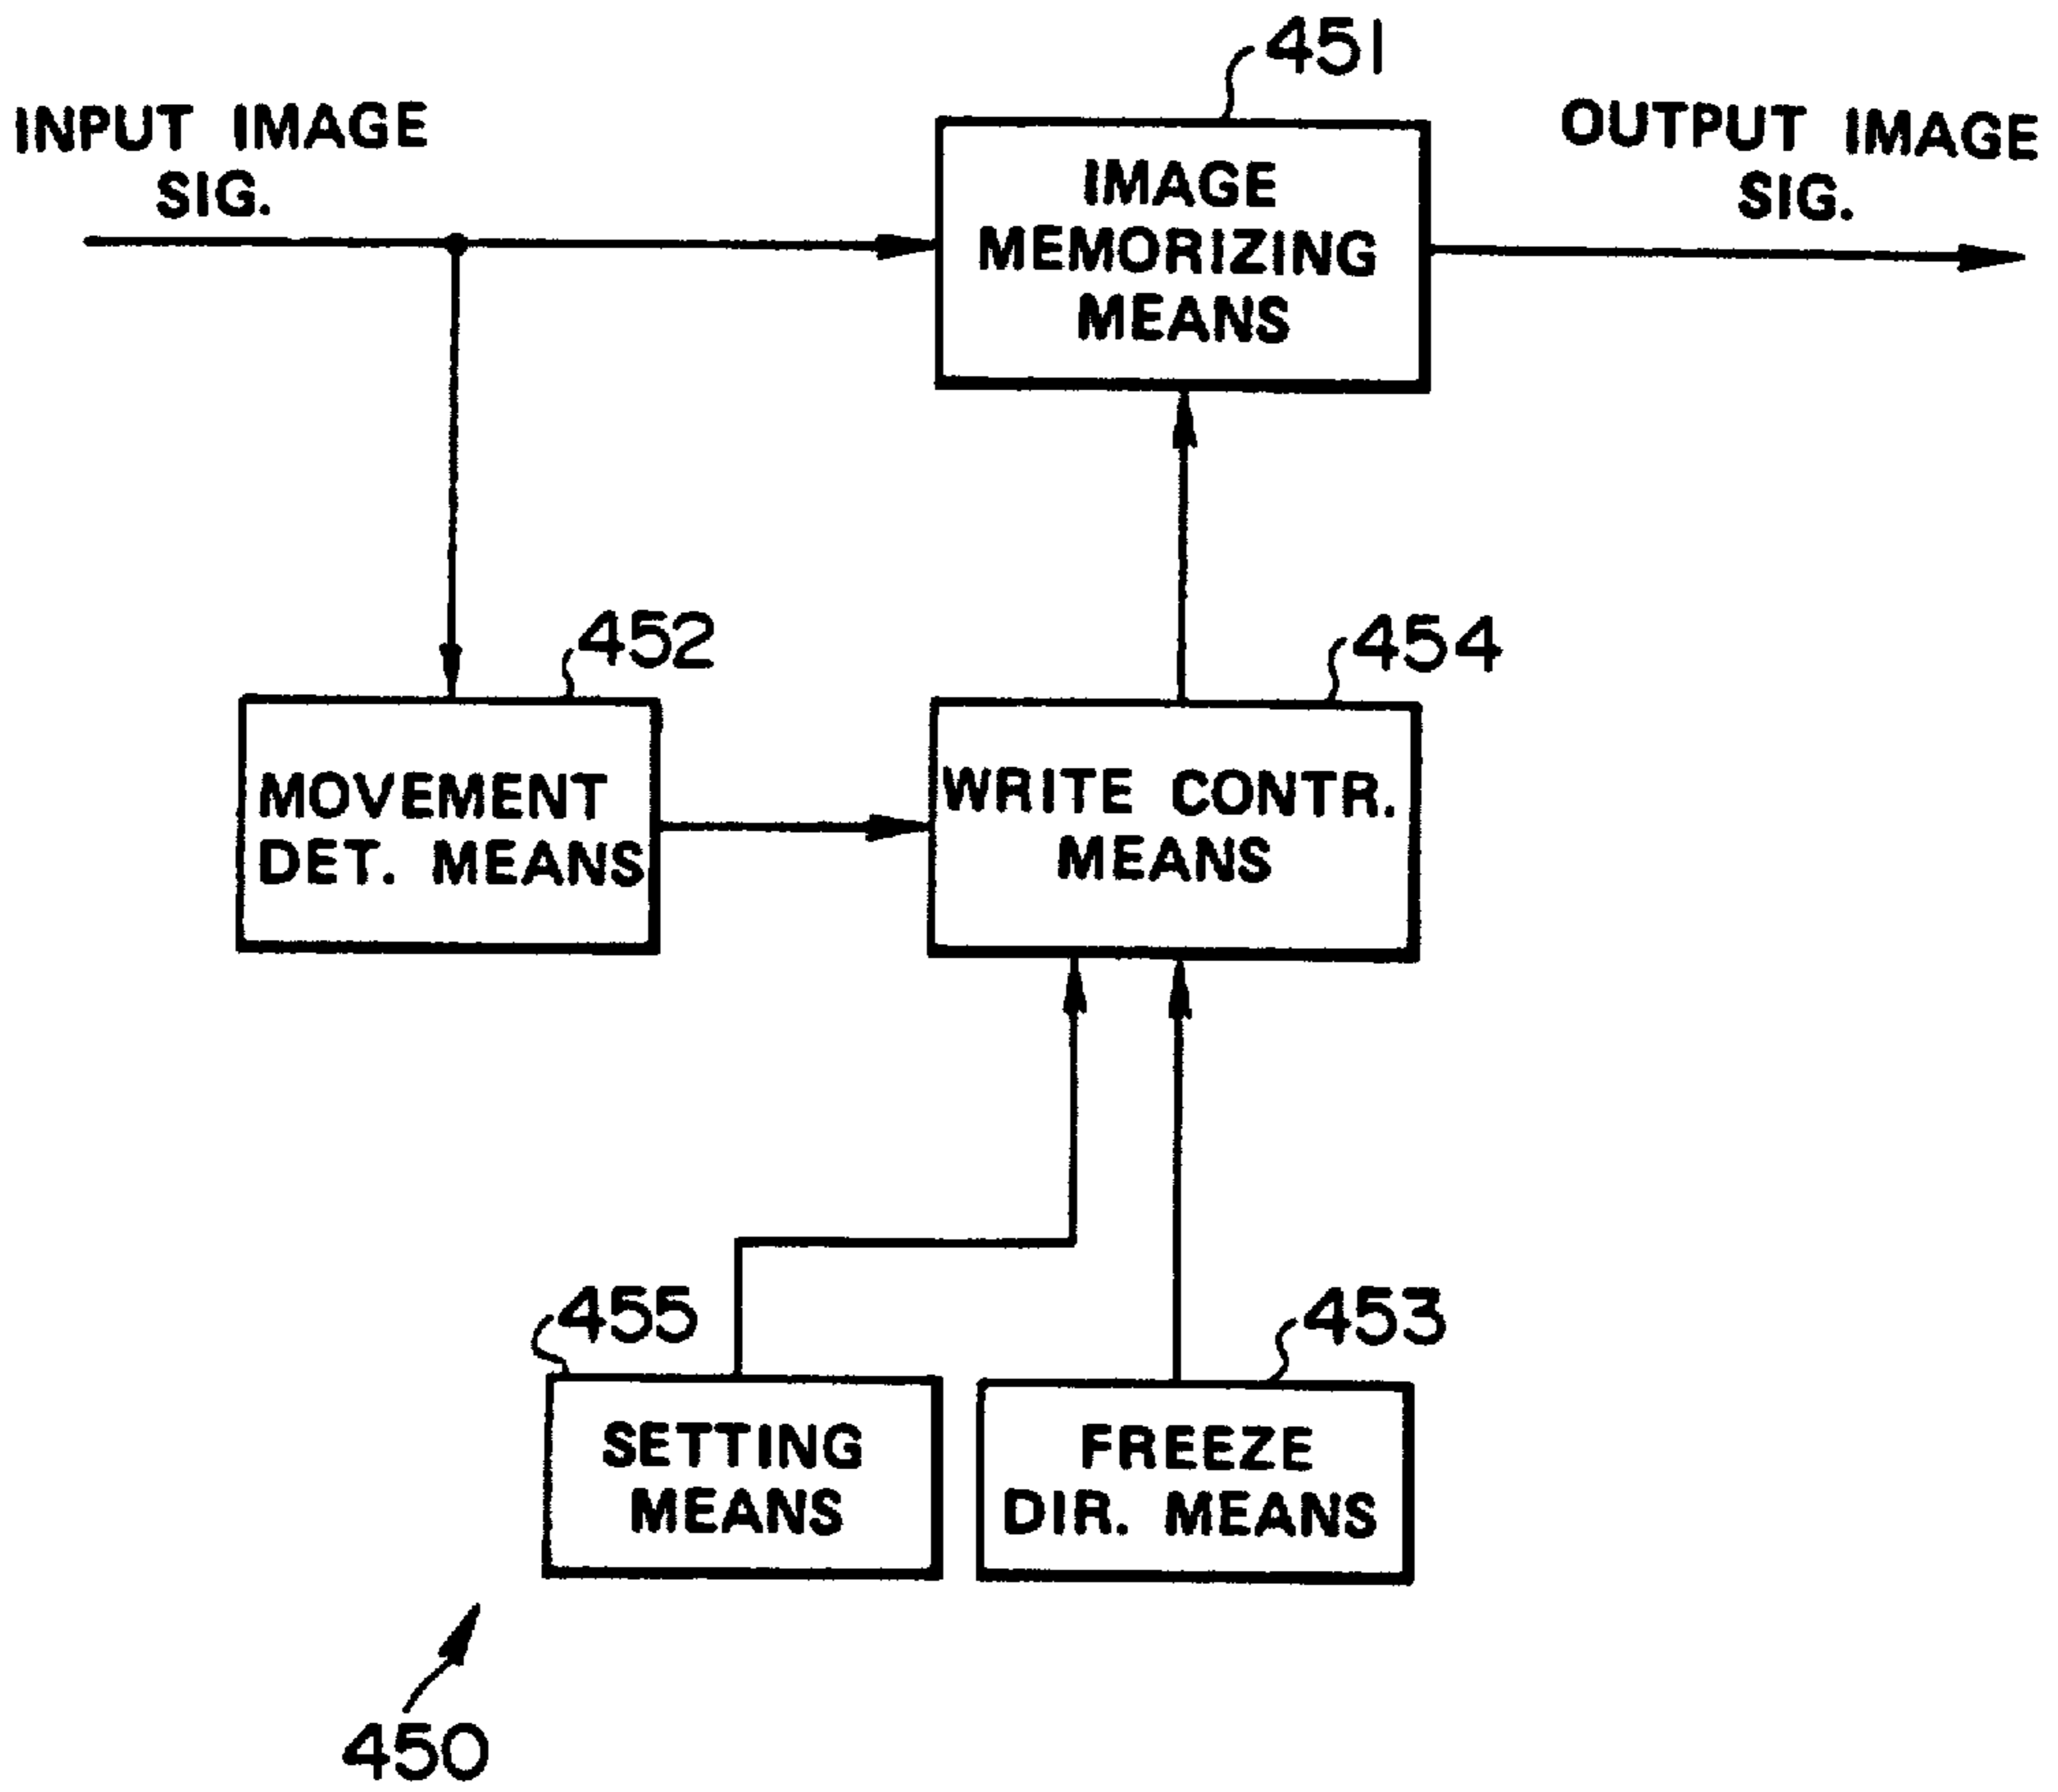 451
INPUT IMAGE
SIG.
OUTPUT IMAGE
SIG.
IMAGE
MEMORIZING
MEANS
452
454
MOVEMENT
DET. MEANS
WRITE CONTR.
MEANS
455
453
SETTING
MEANS
FREEZE
DIR. MEANS
450